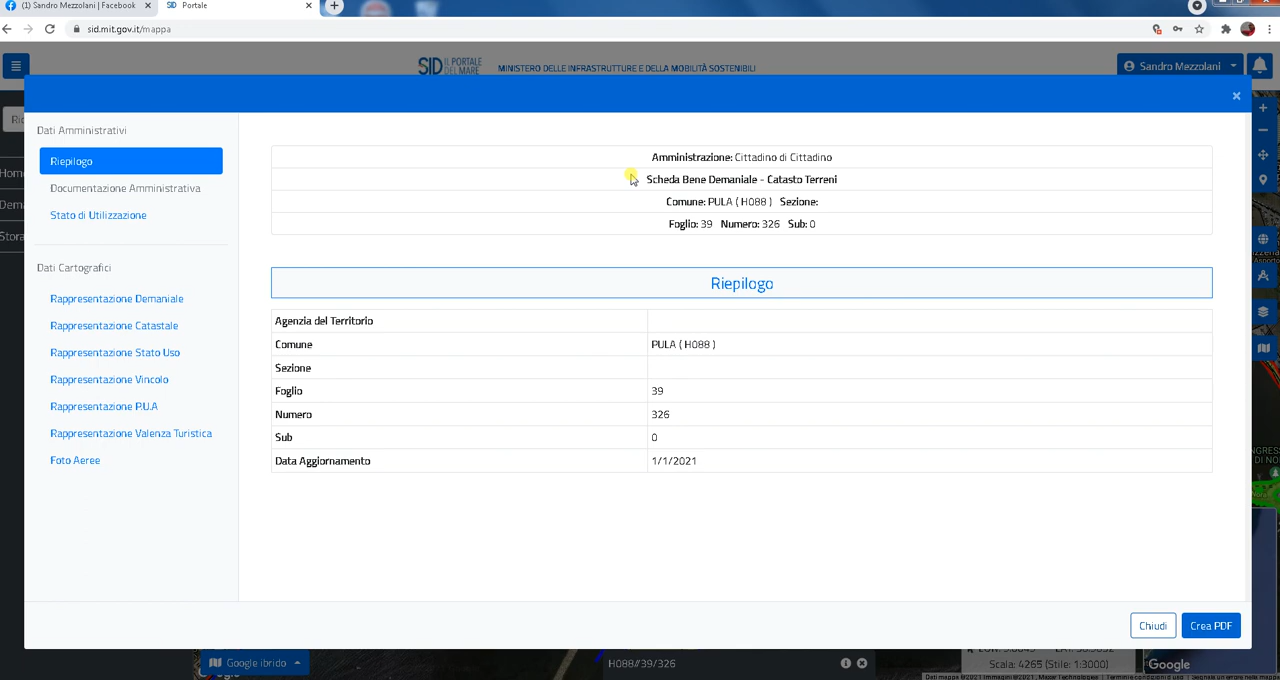 (1) Sandro Mezzolani | Facebook
SID Portale
sid.mit.gov.it/mappa
SID IL PORTALE DEL MARE
MINISTERO DELLE INFRASTRUTTURE E DELLA MOBILITÀ SOSTENIBILI
Sandro Mezzolani
Dati Amministrativi
Riepilogo
Documentazione Amministrativa
Stato di Utilizzazione
Dati Cartografici
Rappresentazione Demaniale
Rappresentazione Catastale
Rappresentazione Stato Uso
Rappresentazione Vincolo
Rappresentazione P.U.A
Rappresentazione Valenza Turistica
Foto Aeree
Amministrazione: Cittadino di Cittadino
Scheda Bene Demaniale - Catasto Terreni
Comune: PULA ( H088 ) Sezione:
Foglio: 39 Numero: 326 Sub: 0
Riepilogo
Agenzia del Territorio
Comune PULA ( H088 )
Sezione
Foglio 39
Numero 326
Sub 0
Data Aggiornamento 1/1/2021
Chiudi
Crea PDF
Google ibrido
H088//39/326
Scala: 4265 (Stile: 1:3000)
Google